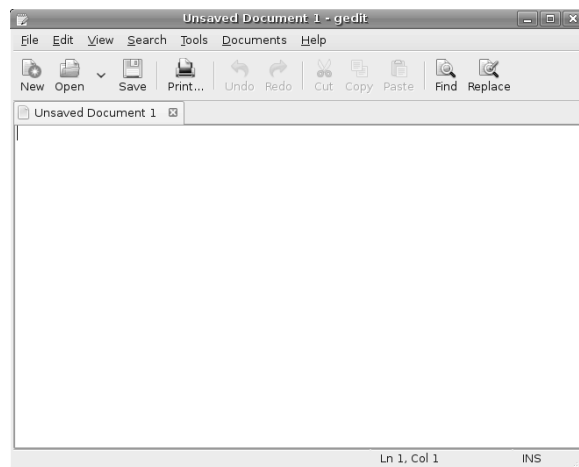 Unsaved Document 1 - gedit
File Edit View Search Tools Documents Help
New Open Save Print... Undo Redo Cut Copy Paste Find Replace
Unsaved Document 1
Ln 1, Col 1 INS